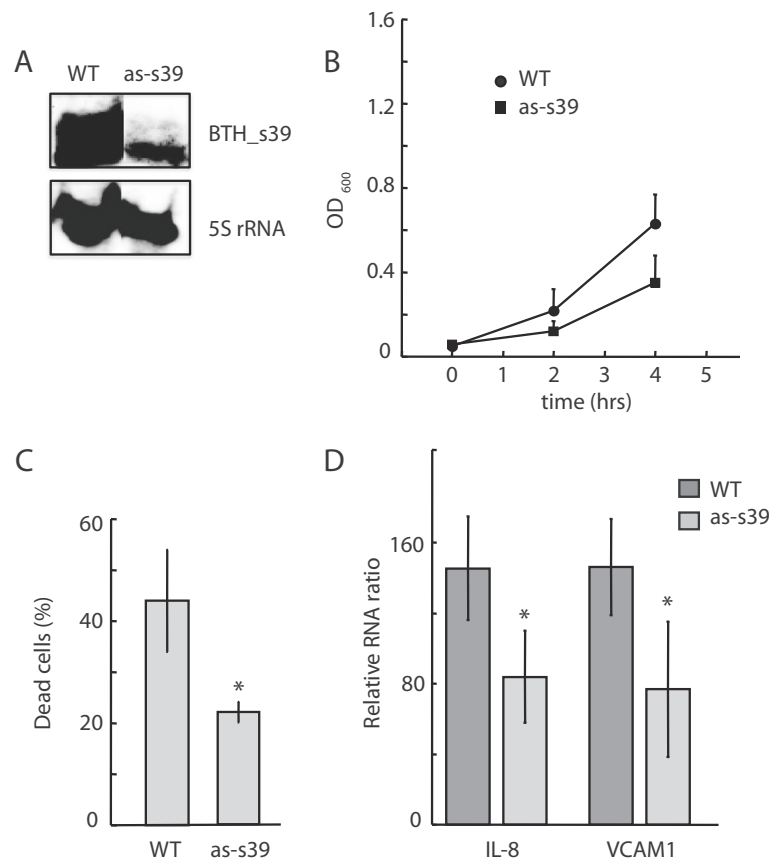 A
WT as-s39
BTH_s39
5S rRNA
B
WT
as-s39
OD600
1.6
1.2
0.8
0.4
0
0 1 2 3 4 5
time (hrs)
C
Dead cells (%)
60
40
20
0
*
WT as-s39
D
WT
as-s39
Relative RNA ratio
160
80
0
* *
IL-8 VCAM1